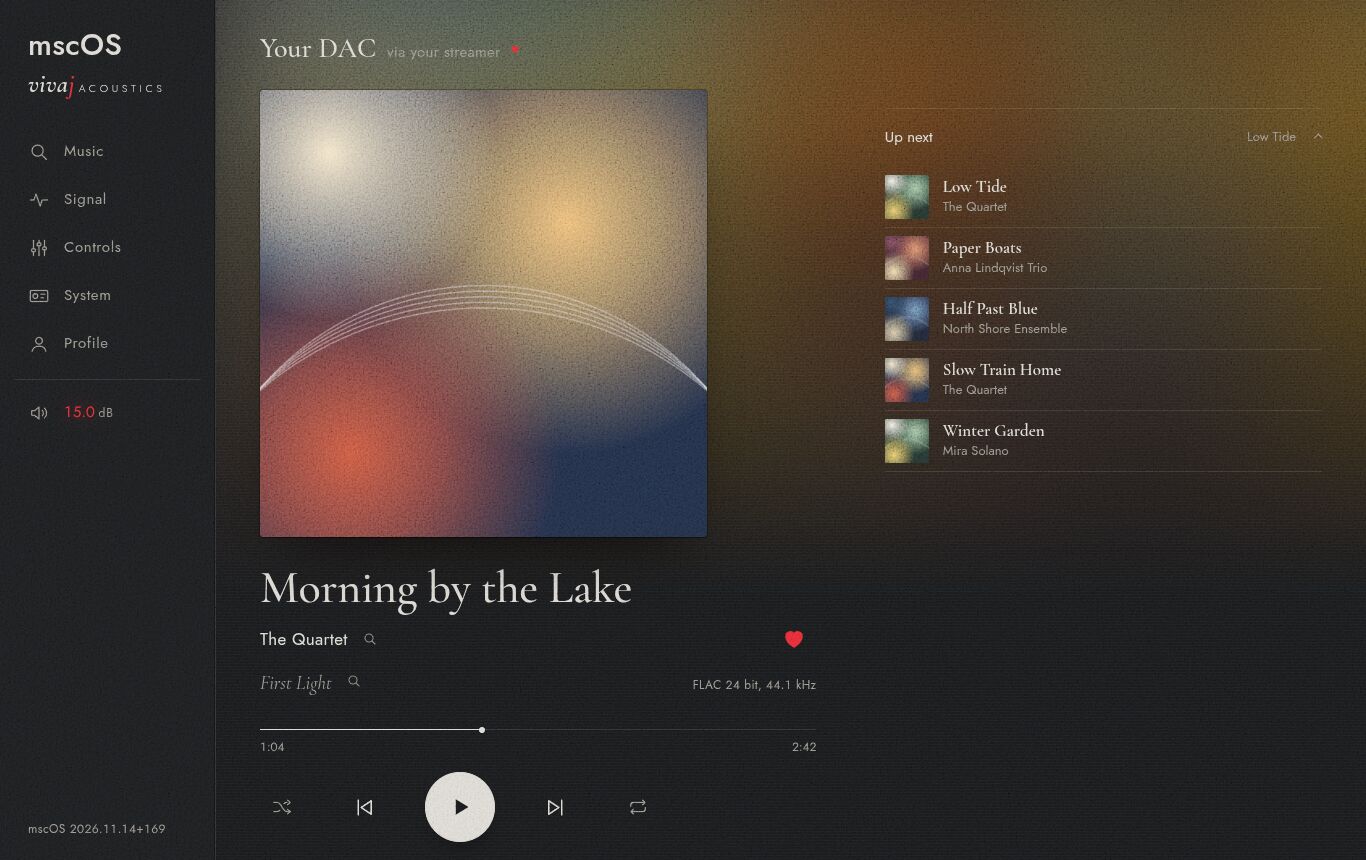 mscOS
vivaj ACOUSTICS
Music
Signal
Controls
System
Profile
15.0 dB
mscOS 2026.11.14+169
Your DAC via your streamer
Morning by the Lake
The Quartet
First Light
FLAC 24 bit, 44.1 kHz
1:04
2:42
Up next
Low Tide
Low Tide
The Quartet
Paper Boats
Anna Lindqvist Trio
Half Past Blue
North Shore Ensemble
Slow Train Home
The Quartet
Winter Garden
Mira Solano